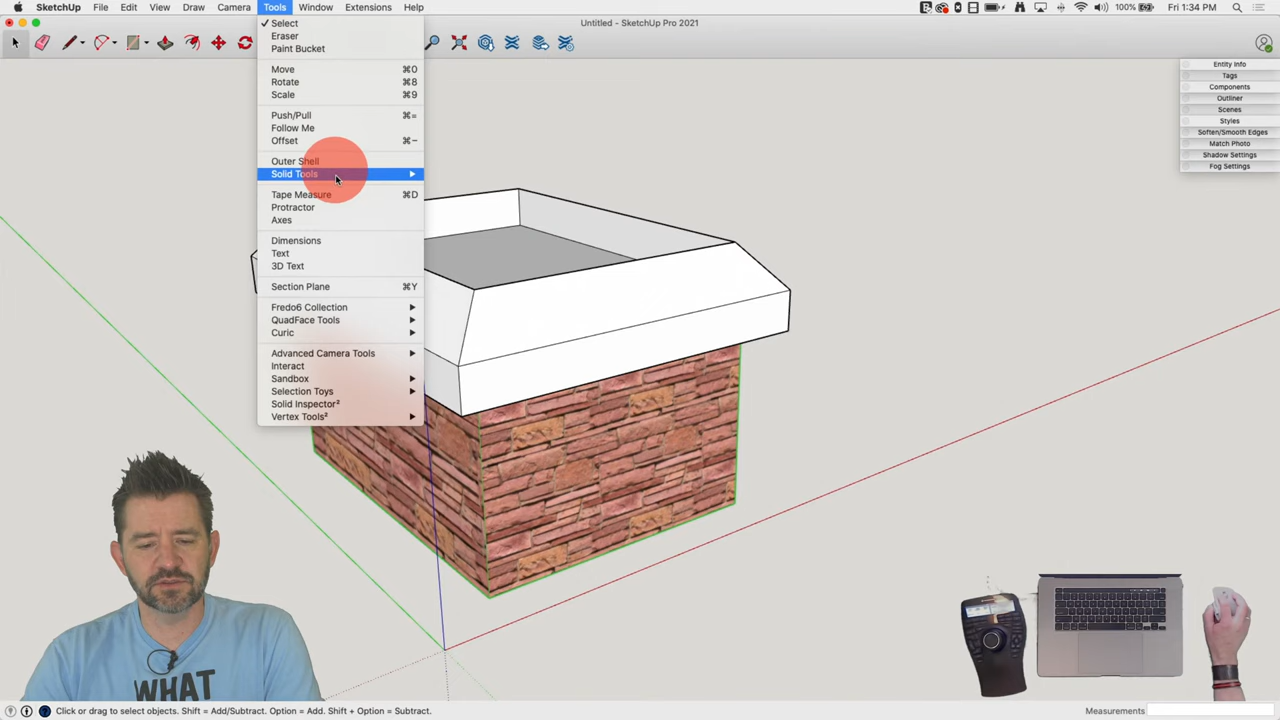 SketchUp File Edit View Draw Camera Tools Window Extensions Help
100% Fri 1:34 PM
Untitled - SketchUp Pro 2021
✓ Select
Eraser
Paint Bucket
Move ⌘0
Rotate ⌘8
Scale ⌘9
Push/Pull ⌘=
Follow Me
Offset ⌘-
Outer Shell
Solid Tools
Tape Measure ⌘D
Protractor
Axes
Dimensions
Text
3D Text
Section Plane ⌘Y
Fredo6 Collection
QuadFace Tools
Curic
Advanced Camera Tools
Interact
Sandbox
Selection Toys
Solid Inspector²
Vertex Tools²
Entity Info
Tags
Components
Outliner
Scenes
Styles
Soften/Smooth Edges
Match Photo
Shadow Settings
Fog Settings
WHAT
Click or drag to select objects. Shift = Add/Subtract. Option = Add. Shift + Option = Subtract.
Measurements